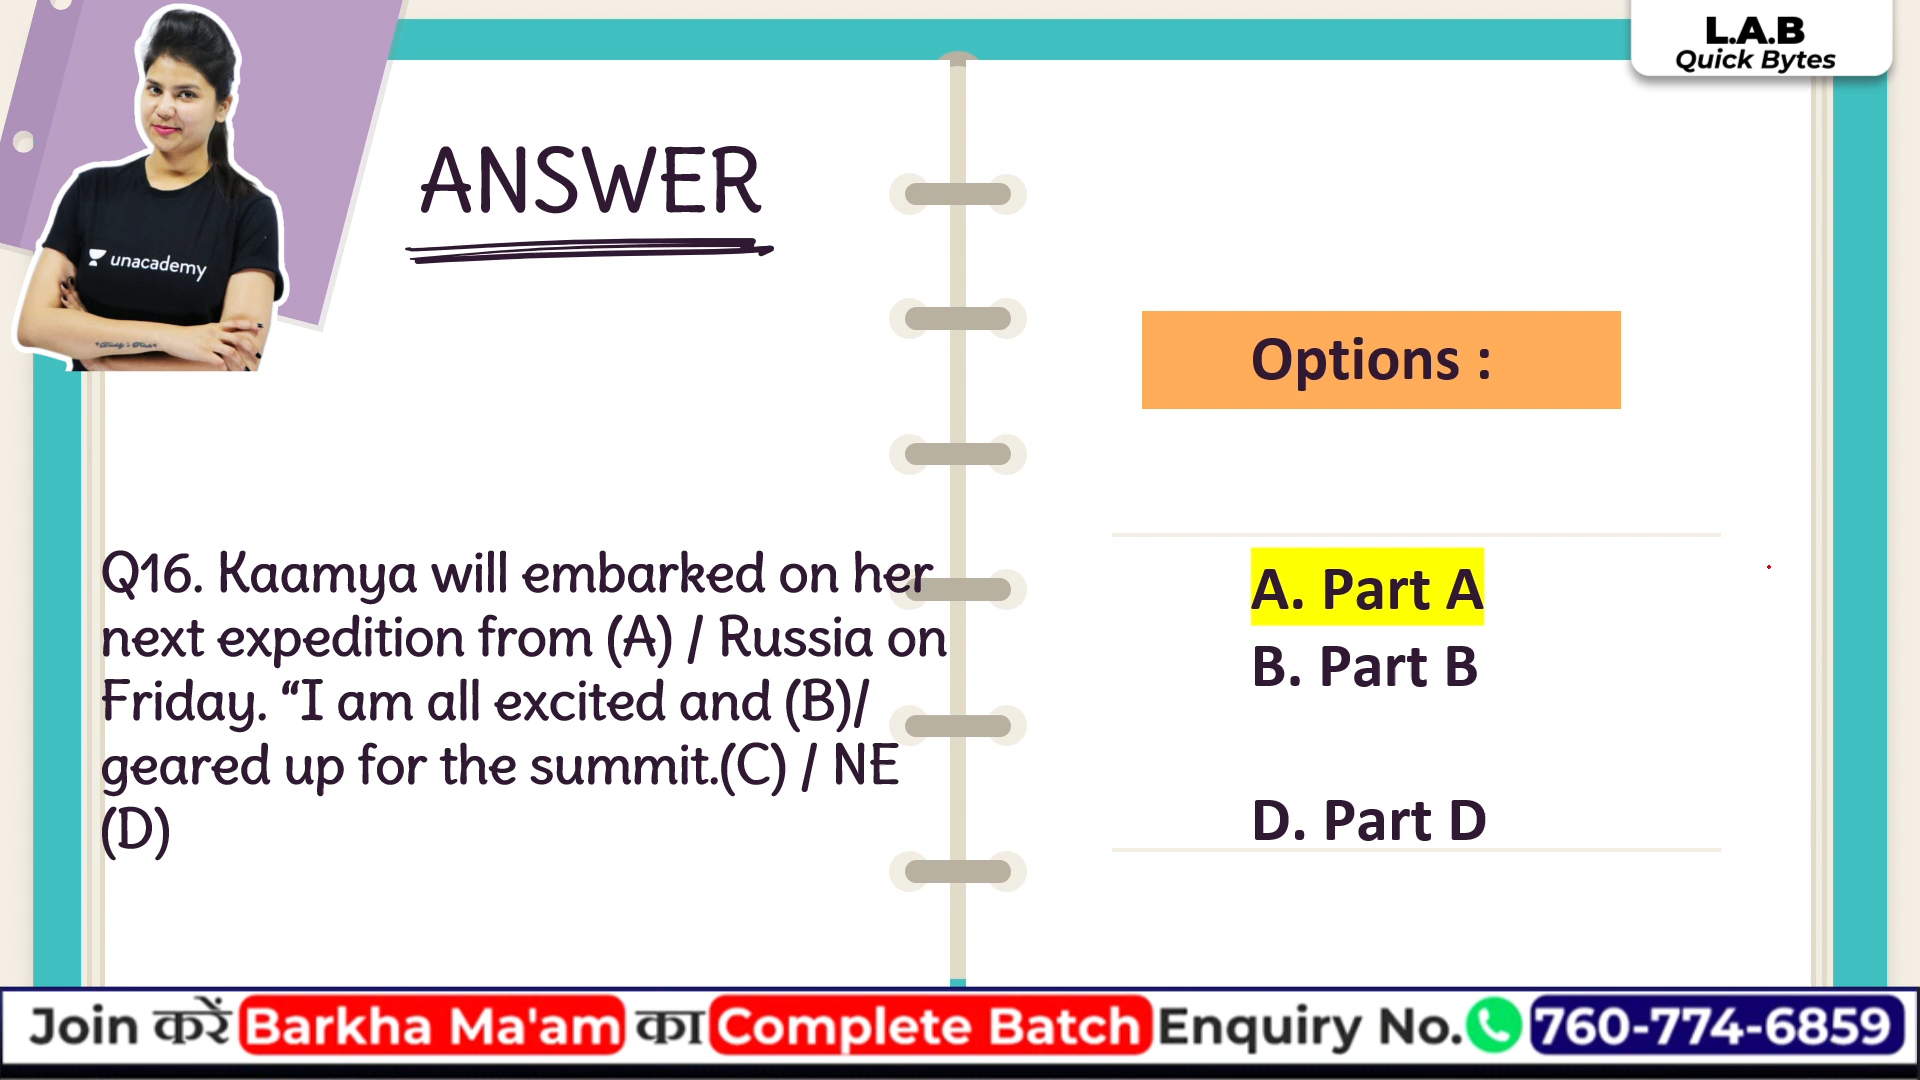 L.A.B
Quick Bytes
unacademy
ANSWER
Q16. Kaamya will embarked on her
next expedition from (A) / Russia on
Friday. “I am all excited and (B)/
geared up for the summit.(C) / NE
(D)
Options :
A. Part A
B. Part B
D. Part D
Join करें Barkha Ma'am का Complete Batch Enquiry No. 760-774-6859